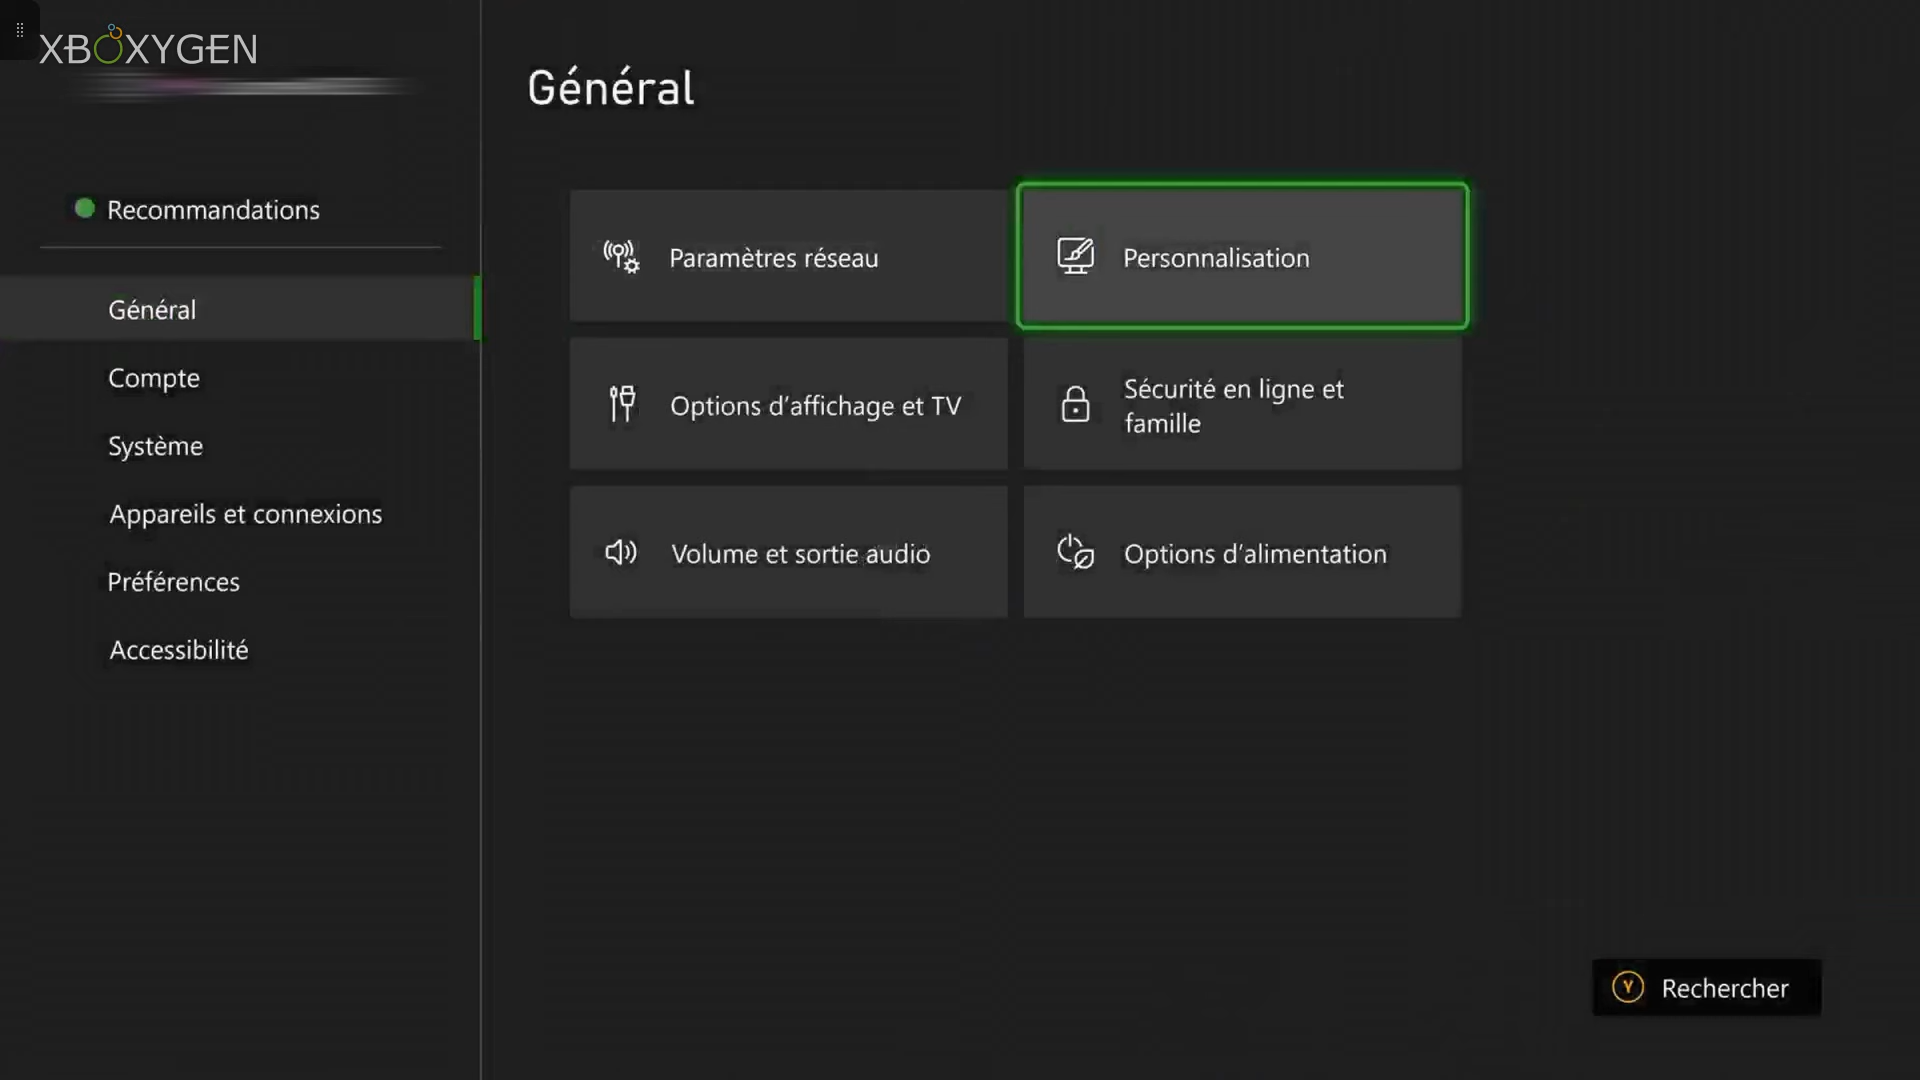 XBOXYGEN
Général
Recommandations
Général
Compte
Système
Appareils et connexions
Préférences
Accessibilité
Paramètres réseau
Personnalisation
Options d’affichage et TV
Sécurité en ligne et
famille
Volume et sortie audio
Options d’alimentation
Y Rechercher